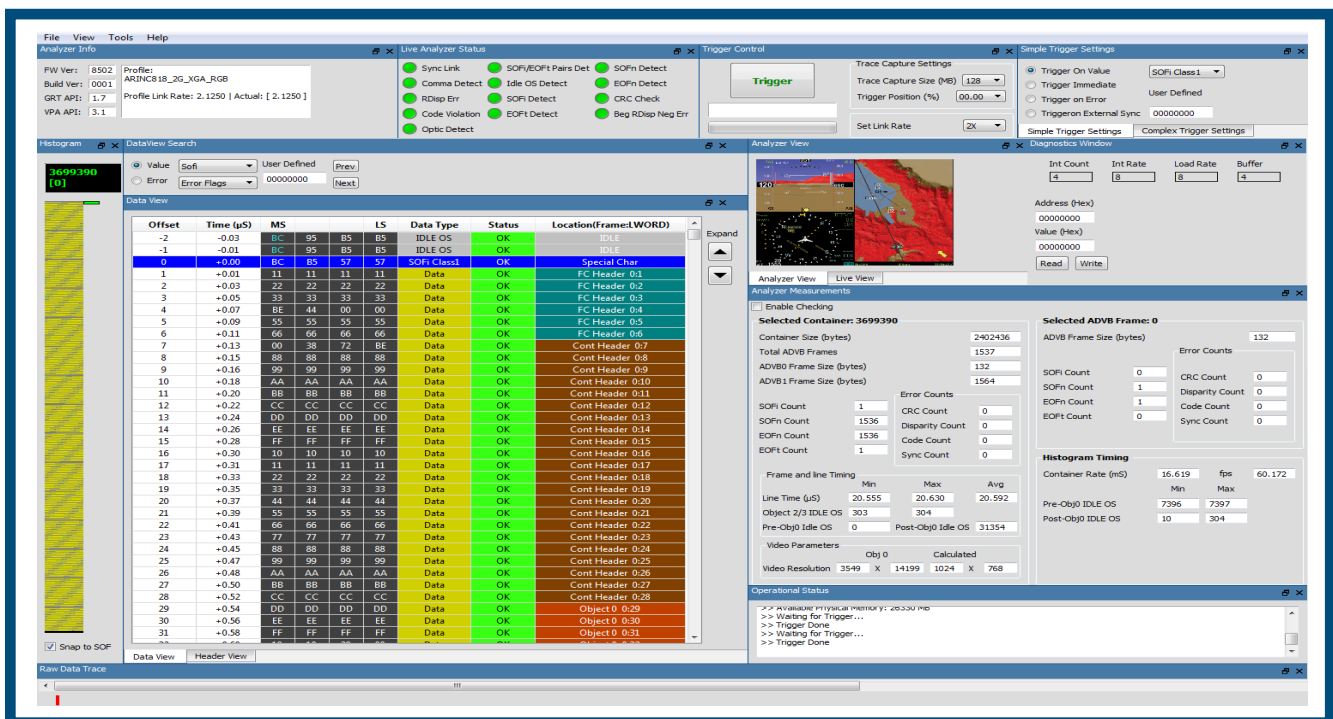 File View Tools Help
Analyzer Info
FW Ver: 8502
Build Ver: 0001
GRT API: 1.7
VPA API: 3.1
Profile:
ARINC818_2G_XGA_RGB
Profile Link Rate: 2.1250 | Actual: [ 2.1250 ]
Live Analyzer Status
Sync Link SOFi/EOFt Pairs Det SOFn Detect
Comma Detect Idle OS Detect EOFn Detect
RDisp Err SOFi Detect CRC Check
Code Violation EOFt Detect Beg RDisp Neg Err
Optic Detect
Trigger Control
Trigger
Trace Capture Settings
Trace Capture Size (MB) 128
Trigger Position (%) 00.00
Set Link Rate 2X
Simple Trigger Settings
Trigger On Value SOFi Class1
Trigger Immediate
Trigger on Error User Defined
Triggeron External Sync 00000000
Simple Trigger Settings Complex Trigger Settings
Histogram
3699390
[0]
Snap to SOF
DataView Search
Value Sofi User Defined Prev
Error Error Flags 00000000 Next
Data View
Offset Time (µS) MS LS Data Type Status Location(Frame:LWORD)
-2 -0.03 BC 95 B5 B5 IDLE OS OK IDLE
-1 -0.01 BC 95 B5 B5 IDLE OS OK IDLE
0 +0.00 BC B5 57 57 SOFi Class1 OK Special Char
1 +0.01 11 11 11 11 Data OK FC Header 0:1
2 +0.03 22 22 22 22 Data OK FC Header 0:2
3 +0.05 33 33 33 33 Data OK FC Header 0:3
4 +0.07 BE 44 00 00 Data OK FC Header 0:4
5 +0.09 55 55 55 55 Data OK FC Header 0:5
6 +0.11 66 66 66 66 Data OK FC Header 0:6
7 +0.13 00 38 72 BE Data OK Cont Header 0:7
8 +0.15 88 88 88 88 Data OK Cont Header 0:8
9 +0.16 99 99 99 99 Data OK Cont Header 0:9
10 +0.18 AA AA AA AA Data OK Cont Header 0:10
11 +0.20 BB BB BB BB Data OK Cont Header 0:11
12 +0.22 CC CC CC CC Data OK Cont Header 0:12
13 +0.24 DD DD DD DD Data OK Cont Header 0:13
14 +0.26 EE EE EE EE Data OK Cont Header 0:14
15 +0.28 FF FF FF FF Data OK Cont Header 0:15
16 +0.30 10 10 10 10 Data OK Cont Header 0:16
17 +0.31 11 11 11 11 Data OK Cont Header 0:17
18 +0.33 22 22 22 22 Data OK Cont Header 0:18
19 +0.35 33 33 33 33 Data OK Cont Header 0:19
20 +0.37 44 44 44 44 Data OK Cont Header 0:20
21 +0.39 55 55 55 55 Data OK Cont Header 0:21
22 +0.41 66 66 66 66 Data OK Cont Header 0:22
23 +0.43 77 77 77 77 Data OK Cont Header 0:23
24 +0.45 88 88 88 88 Data OK Cont Header 0:24
25 +0.47 99 99 99 99 Data OK Cont Header 0:25
26 +0.48 AA AA AA AA Data OK Cont Header 0:26
27 +0.50 BB BB BB BB Data OK Cont Header 0:27
28 +0.52 CC CC CC CC Data OK Cont Header 0:28
29 +0.54 DD DD DD DD Data OK Object 0 0:29
30 +0.56 EE EE EE EE Data OK Object 0 0:30
31 +0.58 FF FF FF FF Data OK Object 0 0:31
Data View Header View
Expand
Analyzer View
120
Analyzer View Live View
Diagnostics Window
Int Count Int Rate Load Rate Buffer
4 8 8 4
Address (Hex)
00000000
Value (Hex)
00000000
Read Write
Analyzer Measurements
Enable Checking
Selected Container: 3699390
Container Size (bytes) 2402436
Total ADVB Frames 1537
ADVB0 Frame Size (bytes) 132
ADVB1 Frame Size (bytes) 1564
SOFi Count 1
SOFn Count 1536
EOFn Count 1536
EOFt Count 1
Error Counts
CRC Count 0
Disparity Count 0
Code Count 0
Sync Count 0
Frame and line Timing
Min Max Avg
Line Time (µS) 20.555 20.630 20.592
Object 2/3 IDLE OS 303 304
Pre-Obj0 Idle OS 0 Post-Obj0 Idle OS 31354
Video Parameters
Obj 0 Calculated
Video Resolution 3549 X 14199 1024 X 768
Selected ADVB Frame: 0
ADVB Frame Size (bytes) 132
SOFi Count 0
SOFn Count 1
EOFn Count 1
EOFt Count 0
Error Counts
CRC Count 0
Disparity Count 0
Code Count 0
Sync Count 0
Histogram Timing
Container Rate (mS) 16.619 fps 60.172
Min Max
Pre-Obj0 IDLE OS 7396 7397
Post-Obj0 IDLE OS 10 304
Operational Status
>> Available Physical Memory: 26330 MB
>> Waiting for Trigger...
>> Trigger Done
>> Waiting for Trigger...
>> Trigger Done
Raw Data Trace